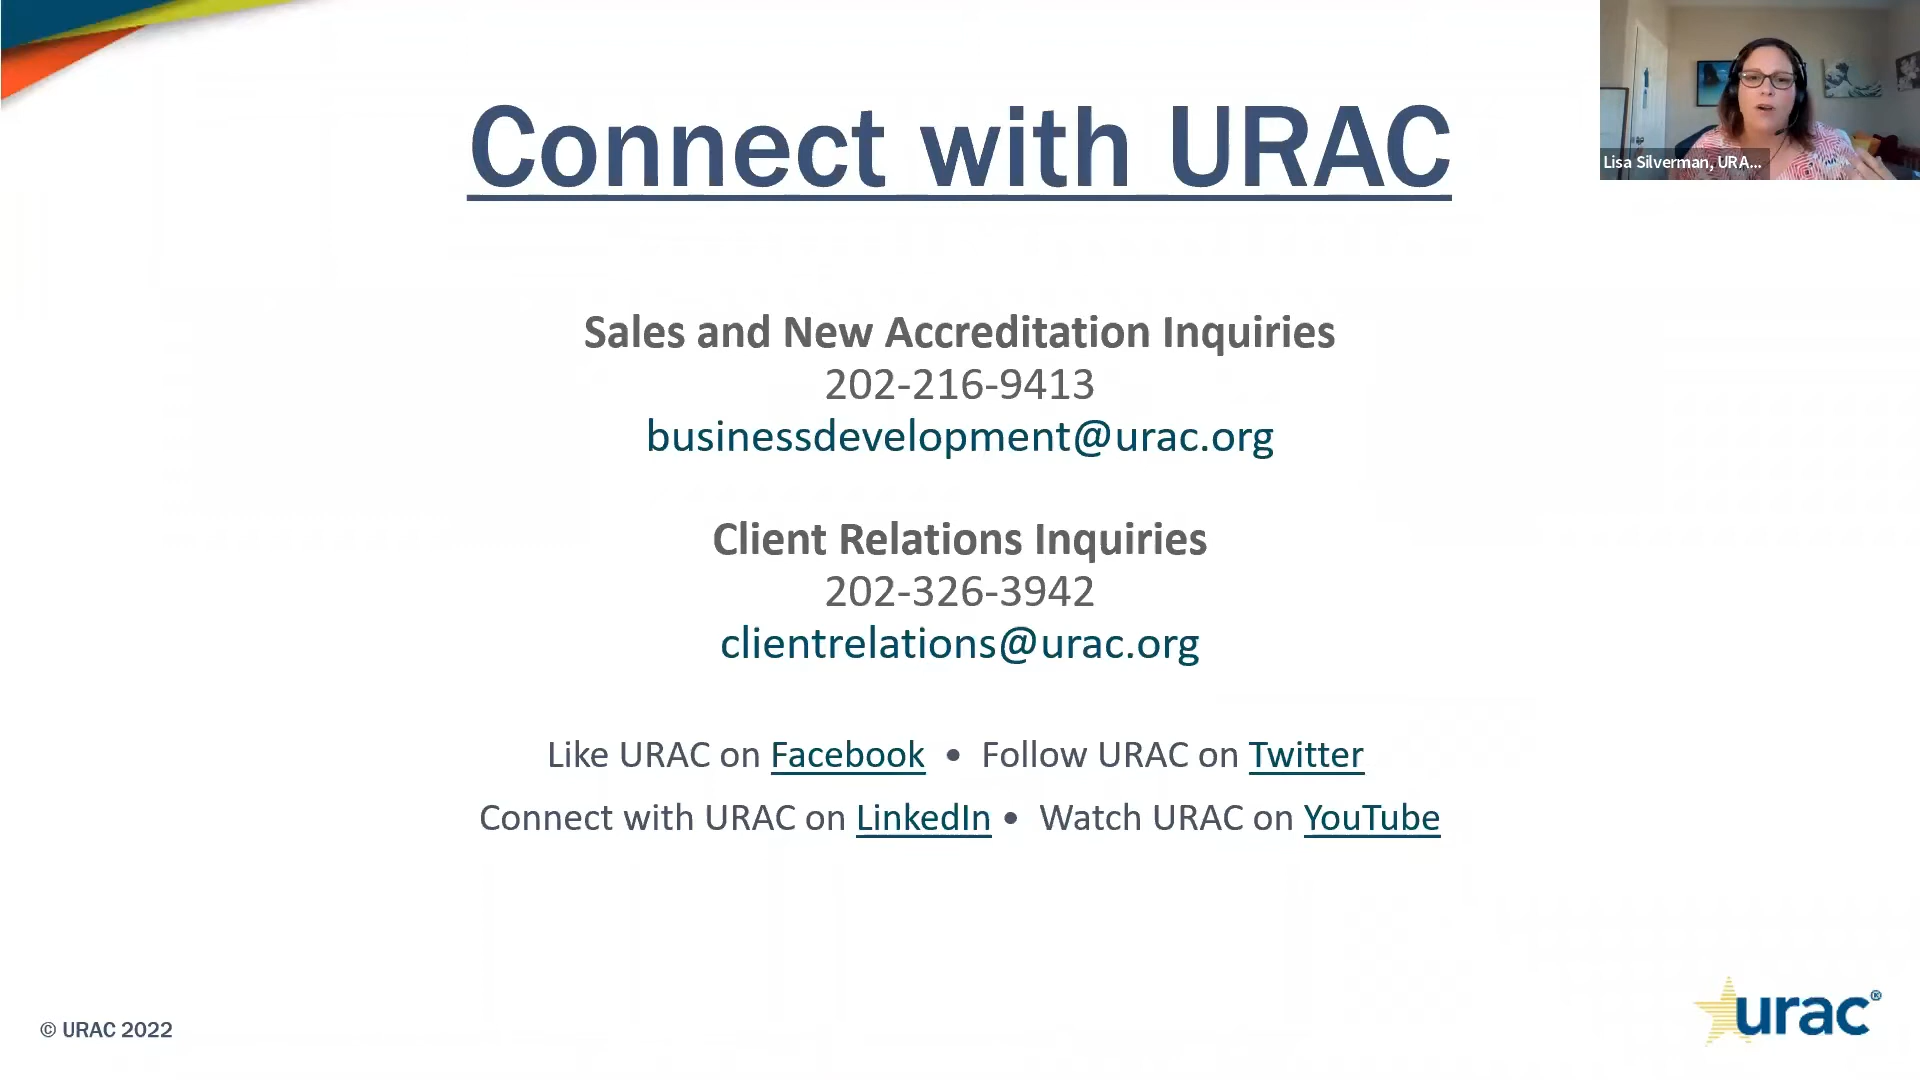 Connect with URAC
Lisa Silverman, URA...
Sales and New Accreditation Inquiries
202-216-9413
businessdevelopment@urac.org
Client Relations Inquiries
202-326-3942
clientrelations@urac.org
Like URAC on Facebook • Follow URAC on Twitter
Connect with URAC on LinkedIn • Watch URAC on YouTube
© URAC 2022
urac®